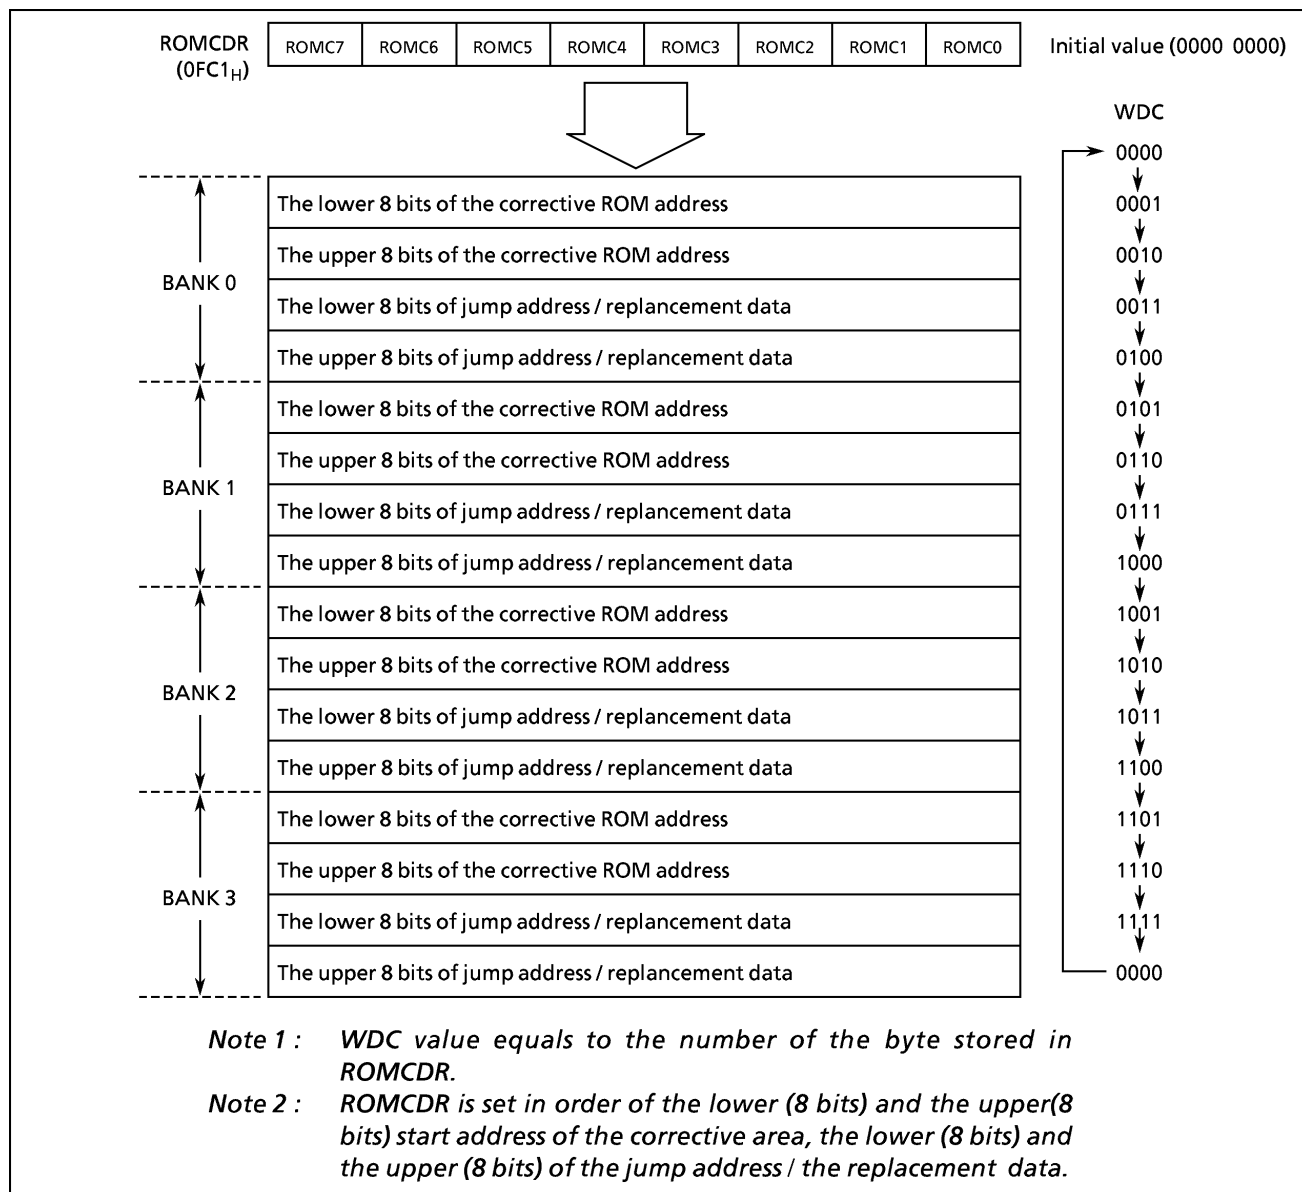 ROMCDR
(0FC1H)
ROMC7 ROMC6 ROMC5 ROMC4 ROMC3 ROMC2 ROMC1 ROMC0
Initial value (0000 0000)
WDC
0000
The lower 8 bits of the corrective ROM address
0001
The upper 8 bits of the corrective ROM address
0010
BANK 0
The lower 8 bits of jump address / replancement data
0011
The upper 8 bits of jump address / replancement data
0100
The lower 8 bits of the corrective ROM address
0101
The upper 8 bits of the corrective ROM address
0110
BANK 1
The lower 8 bits of jump address / replancement data
0111
The upper 8 bits of jump address / replancement data
1000
The lower 8 bits of the corrective ROM address
1001
The upper 8 bits of the corrective ROM address
1010
BANK 2
The lower 8 bits of jump address / replancement data
1011
The upper 8 bits of jump address / replancement data
1100
The lower 8 bits of the corrective ROM address
1101
The upper 8 bits of the corrective ROM address
1110
BANK 3
The lower 8 bits of jump address / replancement data
1111
The upper 8 bits of jump address / replancement data
0000
Note 1 : WDC value equals to the number of the byte stored in
ROMCDR.
Note 2 : ROMCDR is set in order of the lower (8 bits) and the upper(8
bits) start address of the corrective area, the lower (8 bits) and
the upper (8 bits) of the jump address / the replacement data.